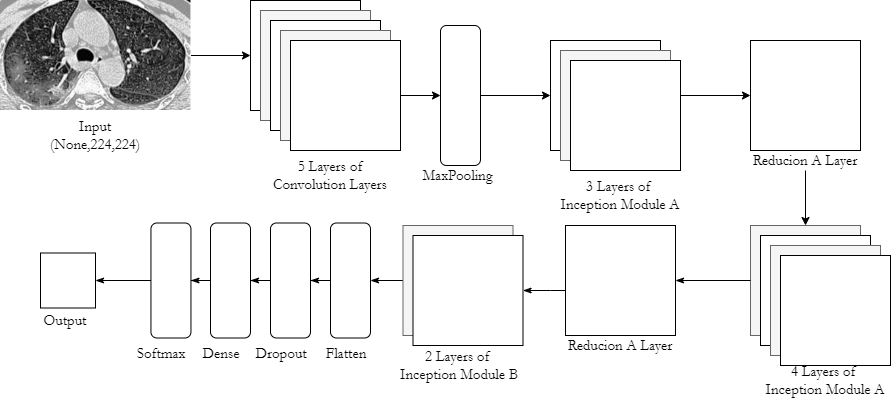 Input
(None,224,224)
5 Layers of
Convolution Layers
MaxPooling
3 Layers of
Inception Module A
Reducion A Layer
4 Layers of
Inception Module A
Reducion A Layer
2 Layers of
Inception Module B
Flatten
Dropout
Dense
Softmax
Output